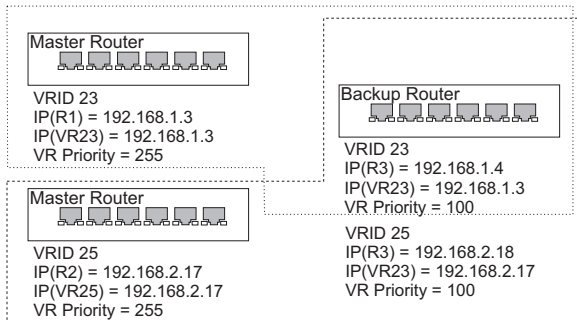 Master Router
VRID 23
IP(R1) = 192.168.1.3
IP(VR23) = 192.168.1.3
VR Priority = 255
Backup Router
VRID 23
IP(R3) = 192.168.1.4
IP(VR23) = 192.168.1.3
VR Priority = 100
Master Router
VRID 25
IP(R2) = 192.168.2.17
IP(VR25) = 192.168.2.17
VR Priority = 255
VRID 25
IP(R3) = 192.168.2.18
IP(VR23) = 192.168.2.17
VR Priority = 100